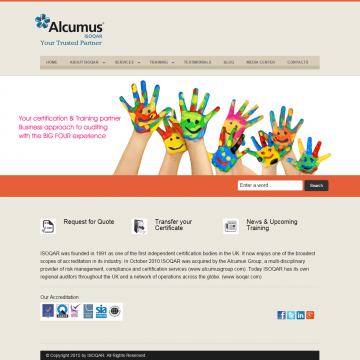 Alcumus
ISOQAR
Your Trusted Partner
HOME ABOUT ISOQAR SERVICES TRAINING TESTIMONIALS BLOG MEDIA CENTER CONTACTS
Your certification & Training partner
Business approach to auditing
with the BIG FOUR experience
Enter a word... Search
Request for Quote
Transfer your
Certificate
News & Upcoming
Training
ISOQAR was founded in 1991 as one of the first independent certification bodies in the UK. It now enjoys one of the broadest
scopes of accreditation in its industry. In October 2010 ISOQAR was acquired by the Alcumus Group, a multi-disciplinary
provider of risk management, compliance and certification services (www.alcumusgroup.com). Today ISOQAR has its own
regional auditors throughout the UK and a network of operations across the globe. (www.isoqar.com)
Our Accreditation
© Copyright 2015 by ISOQAR. All Rights Reserved.